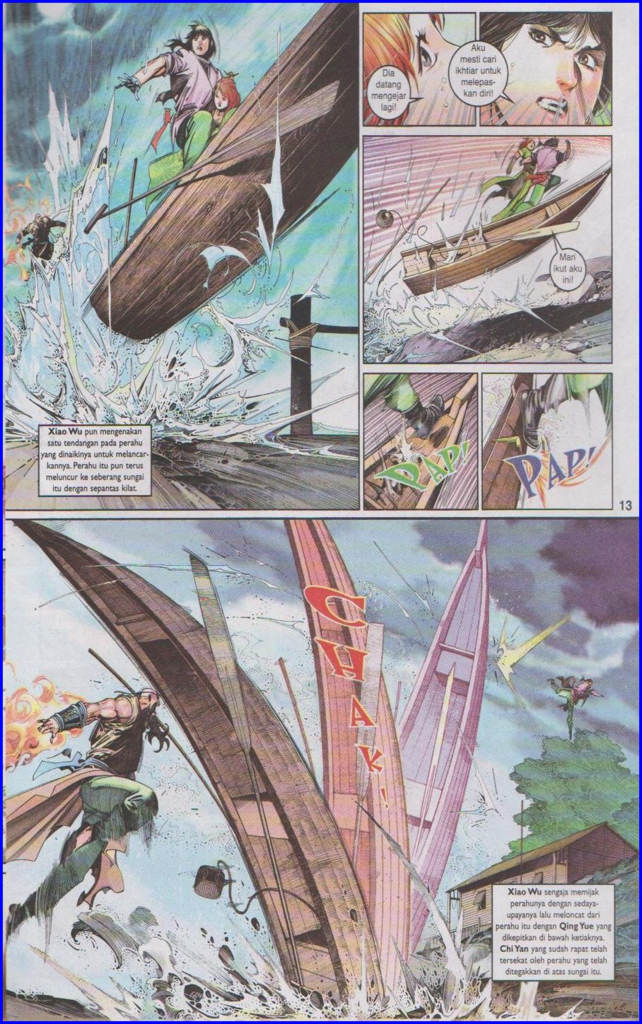 Xiao Wu pun mengenakan
satu tendangan pada perahu
yang dinaikinya untuk melancar-
kannya. Perahu itu pun terus
meluncur ke seberang sungai
itu dengan sepantas kilat.
Dia
datang
mengejar
lagi!
Aku
mesti cari
ikhtiar untuk
melepas-
kan diri!
Mari
ikut aku
ini!
PAP!
PAP!
13
CHAK!
Xiao Wu sengaja memijak
perahunya dengan sedaya-
upayanya lalu meloncat dari
perahu itu dengan Qing Yue yang
dikepitkan di bawah ketiaknya.
Chi Yan yang sudah rapat telah
tersekat oleh perahu yang telah
ditegakkan di atas sungai itu.